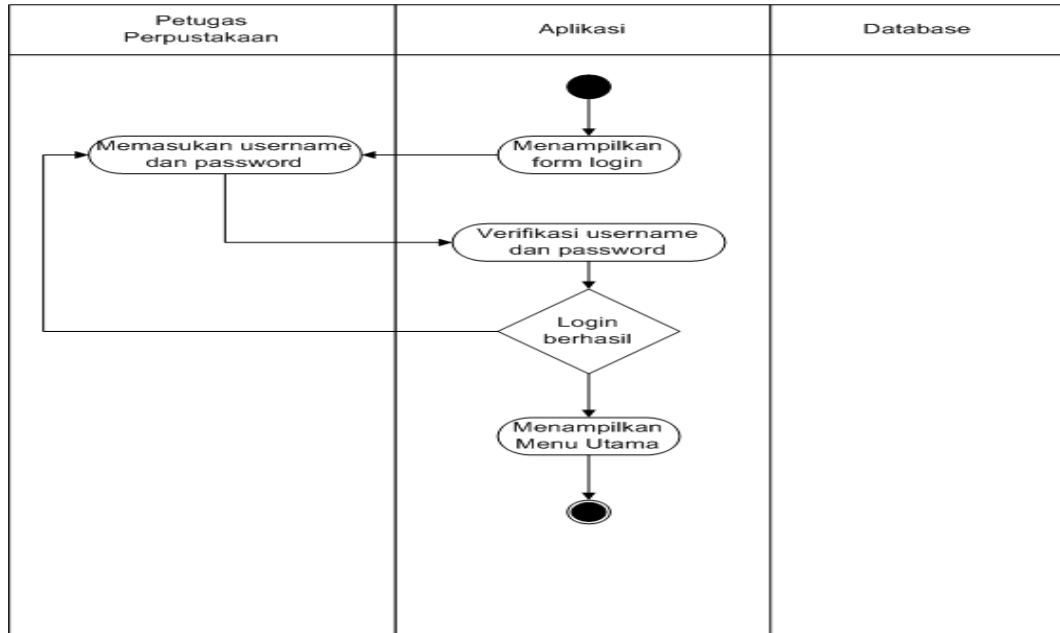 Petugas
Perpustakaan
Aplikasi
Database
Memasukan username
dan password
Menampilkan
form login
Verifikasi username
dan password
Login
berhasil
Menampilkan
Menu Utama